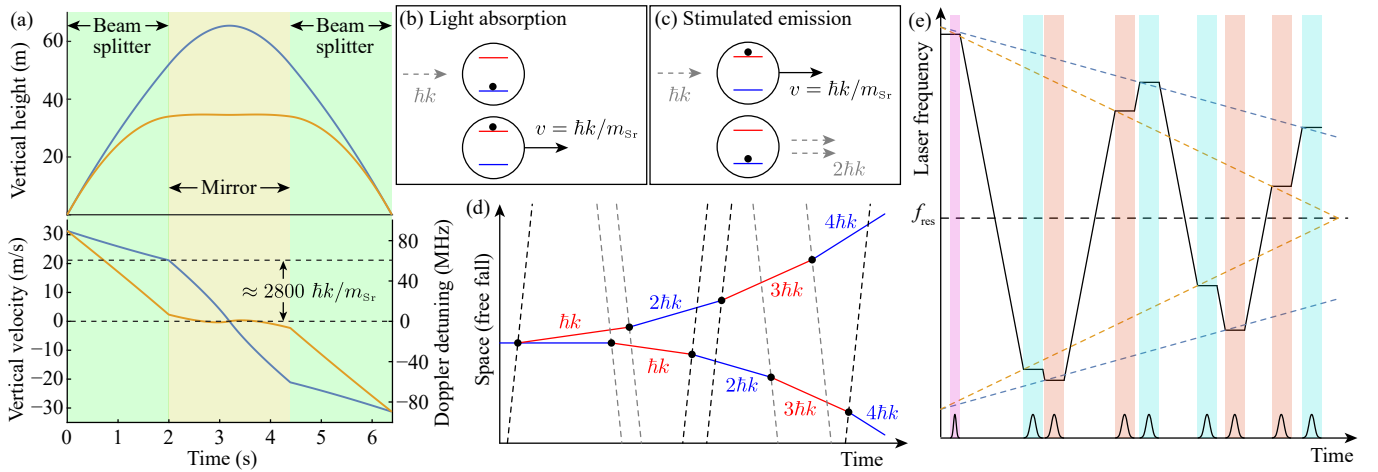 (a)
Beam splitter
Beam splitter
Mirror
Vertical height (m)
60
40
20
Vertical velocity (m/s)
30
20
10
0
−10
−20
−30
≈ 2800 ħk/m_Sr
Doppler detuning (MHz)
80
40
0
−40
−80
0 1 2 3 4 5 6
Time (s)
(b) Light absorption
ħk
v = ħk/m_Sr
(c) Stimulated emission
ħk
v = ħk/m_Sr
2ħk
(d)
Space (free fall)
ħk
2ħk
3ħk
4ħk
ħk
2ħk
3ħk
4ħk
Time
(e)
Laser frequency
f_res
Time